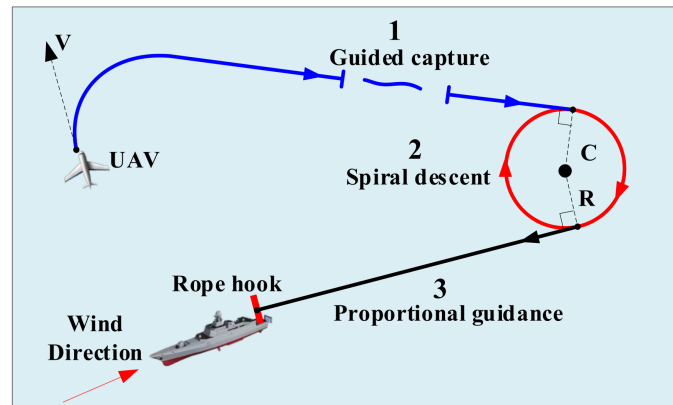 V
1
Guided capture
UAV
2
Spiral descent
C
R
Rope hook
3
Proportional guidance
Wind
Direction